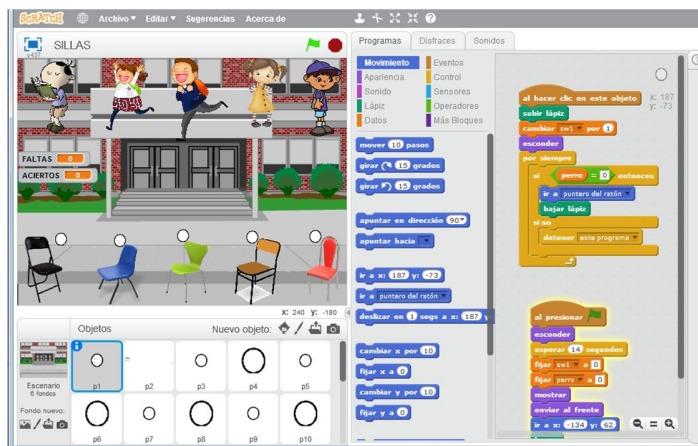 SCRATCH Archivo▼ Editar▼ Sugerencias Acerca de
SILLAS
v437
FALTAS 0
ACIERTOS 0
X: 240 y: -180
Objetos Nuevo objeto:
Escenario
6 fondos
Fondo nuevo:
p1 p2 p3 p4 p5
p6 p7 p8 p9 p10
Programas Disfraces Sonidos
Movimiento Eventos
Apariencia Control
Sonido Sensores
Lápiz Operadores
Datos Más Bloques
mover 10 pasos
girar 15 grados
girar 15 grados
apuntar en dirección 90▼
apuntar hacia
ir a x: 187 y: -73
ir a puntero del ratón
deslizar en 1 segs a x: 187 y
cambiar x por 10
fijar x a 0
cambiar y por 10
fijar y a 0
x: 187
y: -73
al hacer clic en este objeto
subir lápiz
cambiar sw1 por 1
esconder
por siempre
si perro = 0 entonces
ir a puntero del ratón
bajar lápiz
si no
detener este programa
al presionar
esconder
esperar 14 segundos
fijar sw1 a 0
fijar perro a 0
mostrar
enviar al frente
ir a x: -134 y: 62